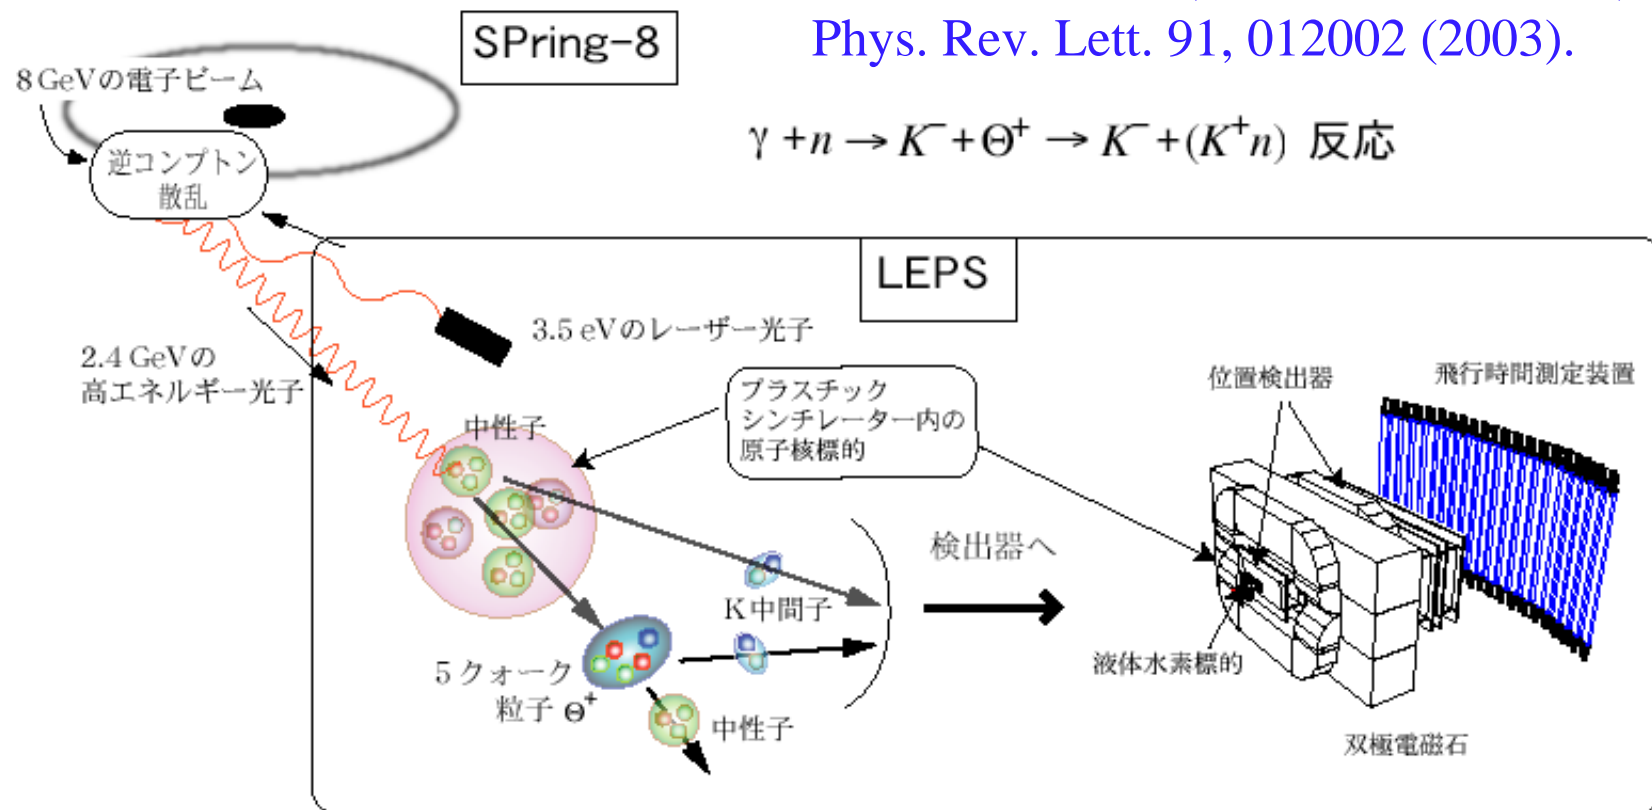 SPring-8
Phys. Rev. Lett. 91, 012002 (2003).
8 GeVの電子ビーム
γ + n → K⁻ + Θ⁺ → K⁻ + (K⁺n) 反応
逆コンプトン
散乱
LEPS
3.5 eVのレーザー光子
2.4 GeVの
高エネルギー光子
プラスチック
シンチレーター内の
原子核標的
位置検出器
飛行時間測定装置
中性子
検出器へ
K中間子
5クォーク
粒子 Θ⁺
中性子
液体水素標的
双極電磁石